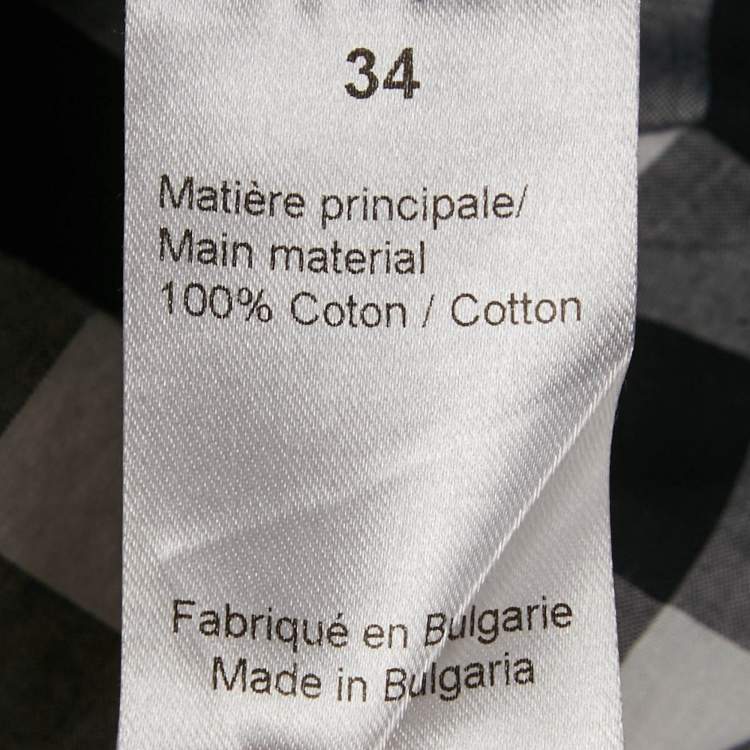 34
Matière principale/
Main material
100% Coton / Cotton
Fabriqué en Bulgarie
Made in Bulgaria